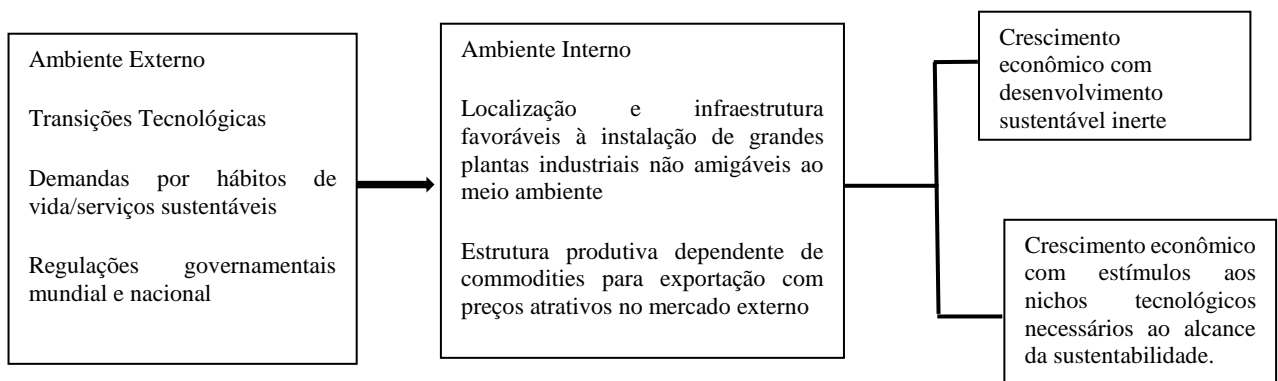 Ambiente Externo
Transições Tecnológicas
Demandas por hábitos de
vida/serviços sustentáveis
Regulações governamentais
mundial e nacional
Ambiente Interno
Localização e infraestrutura
favoráveis à instalação de grandes
plantas industriais não amigáveis ao
meio ambiente
Estrutura produtiva dependente de
commodities para exportação com
preços atrativos no mercado externo
Crescimento
econômico com
desenvolvimento
sustentável inerte
Crescimento econômico
com estímulos aos
nichos tecnológicos
necessários ao alcance
da sustentabilidade.